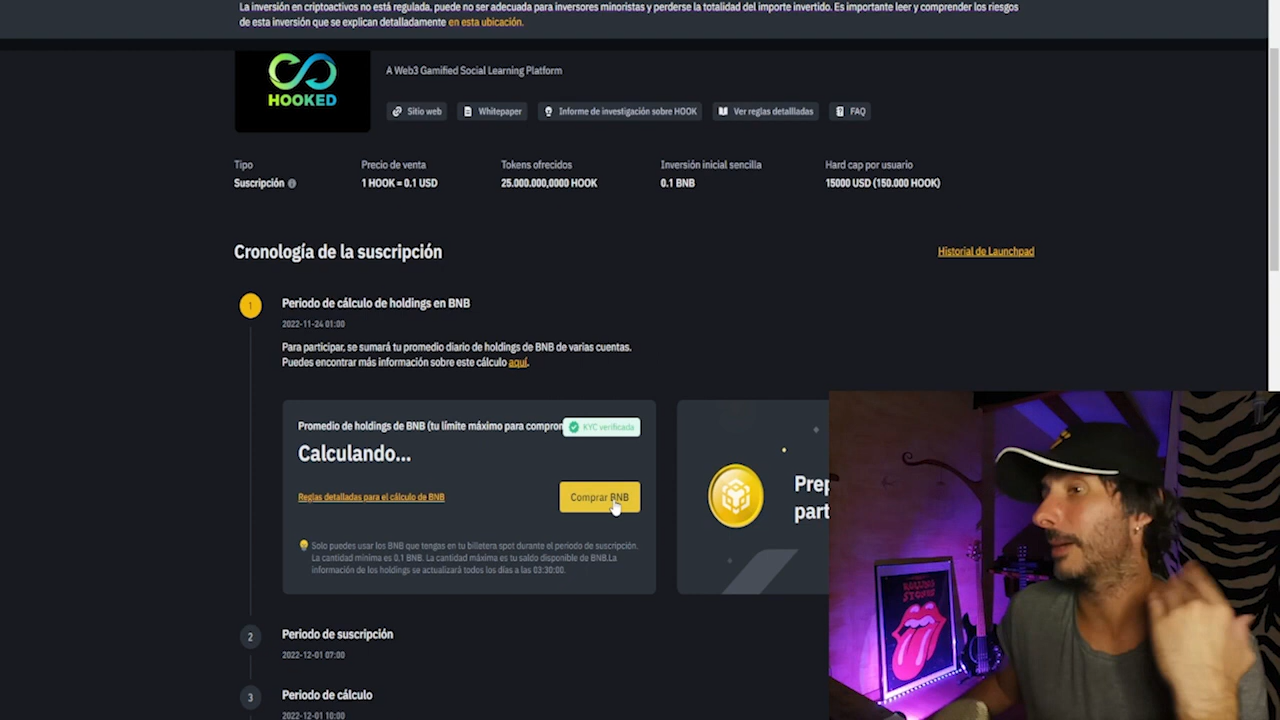 La inversión en criptoactivos no está regulada, puede no ser adecuada para inversores minoristas y perderse la totalidad del importe invertido. Es importante leer y comprender los riesgos
de esta inversión que se explican detalladamente en esta ubicación.
HOOKED
A Web3 Gamified Social Learning Platform
Sitio web
Whitepaper
Informe de investigación sobre HOOK
Ver reglas detallladas
FAQ
Tipo
Precio de venta
Tokens ofrecidos
Inversión inicial sencilla
Hard cap por usuario
Suscripción
1 HOOK = 0.1 USD
25.000.000,0000 HOOK
0.1 BNB
15000 USD (150.000 HOOK)
Cronología de la suscripción
Historial de Launchpad
1
Periodo de cálculo de holdings en BNB
2022-11-24 01:00
Para participar, se sumará tu promedio diario de holdings de BNB de varias cuentas.
Puedes encontrar más información sobre este cálculo aquí.
Promedio de holdings de BNB (tu límite máximo para compron
KYC verificada
Calculando...
Reglas detalladas para el cálculo de BNB
Comprar BNB
Solo puedes usar los BNB que tengas en tu billetera spot durante el periodo de suscripción.
La cantidad mínima es 0.1 BNB. La cantidad máxima es tu saldo disponible de BNB.La
información de los holdings se actualizará todos los días a las 03:30:00.
Prep
part
ROLLING
STONES
2
Periodo de suscripción
2022-12-01 07:00
3
Periodo de cálculo
2022-12-01 10:00